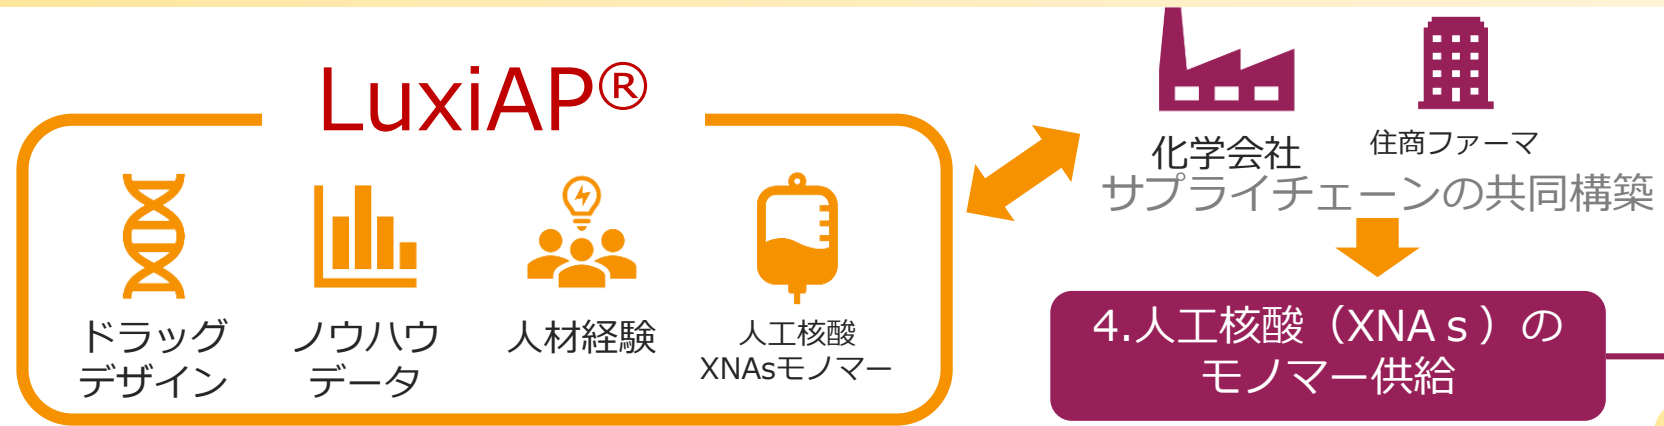 LuxiAP®
ドラッグ
デザイン
ノウハウ
データ
人材経験
人工核酸
XNAsモノマー
化学会社
住商ファーマ
サプライチェーンの共同構築
4.人工核酸（XNAｓ）の
モノマー供給